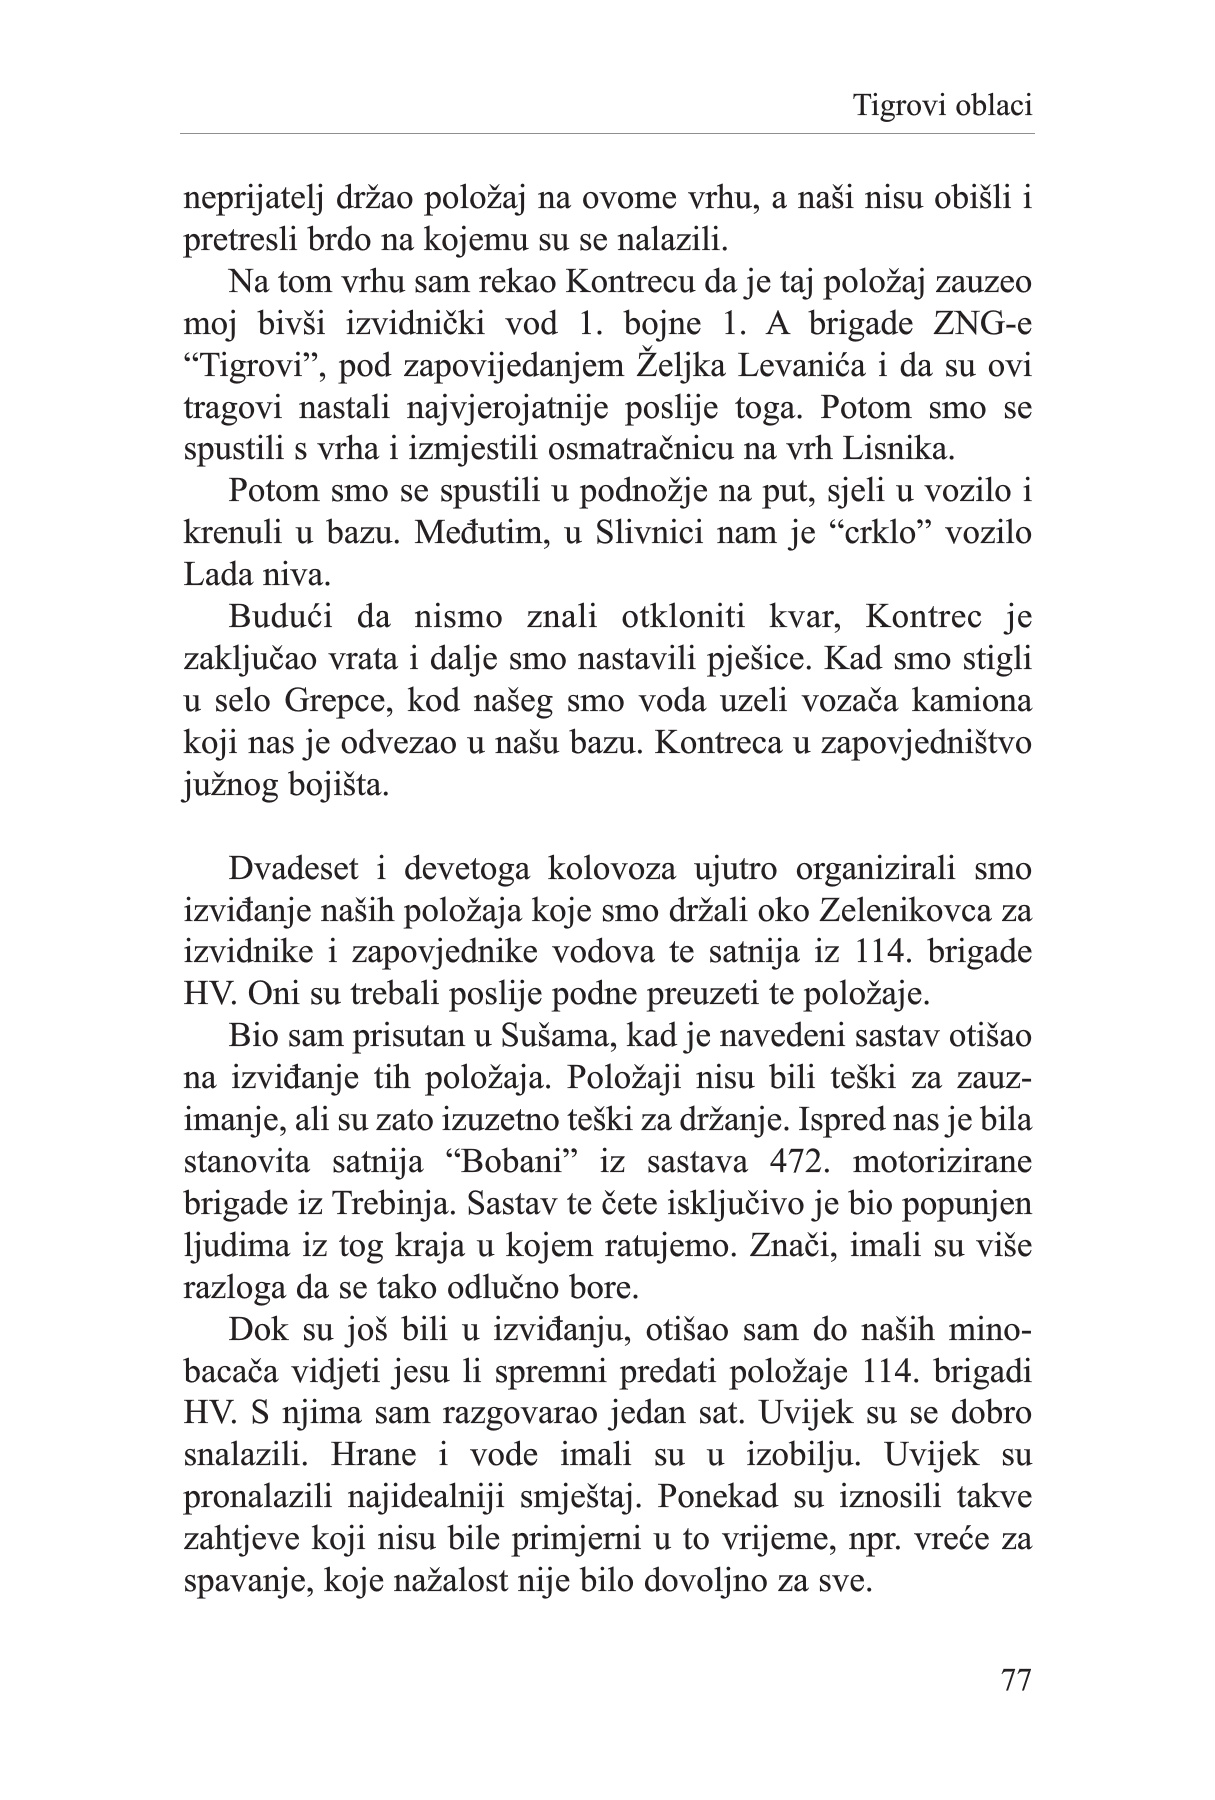 Tigrovi oblaci
neprijatelj držao položaj na ovome vrhu, a naši nisu obišli i
pretresli brdo na kojemu su se nalazili.
Na tom vrhu sam rekao Kontrecu da je taj položaj zauzeo
moj bivši izvidnički vod 1. bojne 1. A brigade ZNG-e
“Tigrovi”, pod zapovijedanjem Željka Levanića i da su ovi
tragovi nastali najvjerojatnije poslije toga. Potom smo se
spustili s vrha i izmjestili osmatračnicu na vrh Lisnika.
Potom smo se spustili u podnožje na put, sjeli u vozilo i
krenuli u bazu. Međutim, u Slivnici nam je “crklo” vozilo
Lada niva.
Budući da nismo znali otkloniti kvar, Kontrec je
zaključao vrata i dalje smo nastavili pješice. Kad smo stigli
u selo Grepce, kod našeg smo voda uzeli vozača kamiona
koji nas je odvezao u našu bazu. Kontreca u zapovjedništvo
južnog bojišta.
Dvadeset i devetoga kolovoza ujutro organizirali smo
izviđanje naših položaja koje smo držali oko Zelenikovca za
izvidnike i zapovjednike vodova te satnija iz 114. brigade
HV. Oni su trebali poslije podne preuzeti te položaje.
Bio sam prisutan u Sušama, kad je navedeni sastav otišao
na izviđanje tih položaja. Položaji nisu bili teški za zauz-
imanje, ali su zato izuzetno teški za držanje. Ispred nas je bila
stanovita satnija “Bobani” iz sastava 472. motorizirane
brigade iz Trebinja. Sastav te čete isključivo je bio popunjen
ljudima iz tog kraja u kojem ratujemo. Znači, imali su više
razloga da se tako odlučno bore.
Dok su još bili u izviđanju, otišao sam do naših mino-
bacača vidjeti jesu li spremni predati položaje 114. brigadi
HV. S njima sam razgovarao jedan sat. Uvijek su se dobro
snalazili. Hrane i vode imali su u izobilju. Uvijek su
pronalazili najidealniji smještaj. Ponekad su iznosili takve
zahtjeve koji nisu bile primjerni u to vrijeme, npr. vreće za
spavanje, koje nažalost nije bilo dovoljno za sve.
77